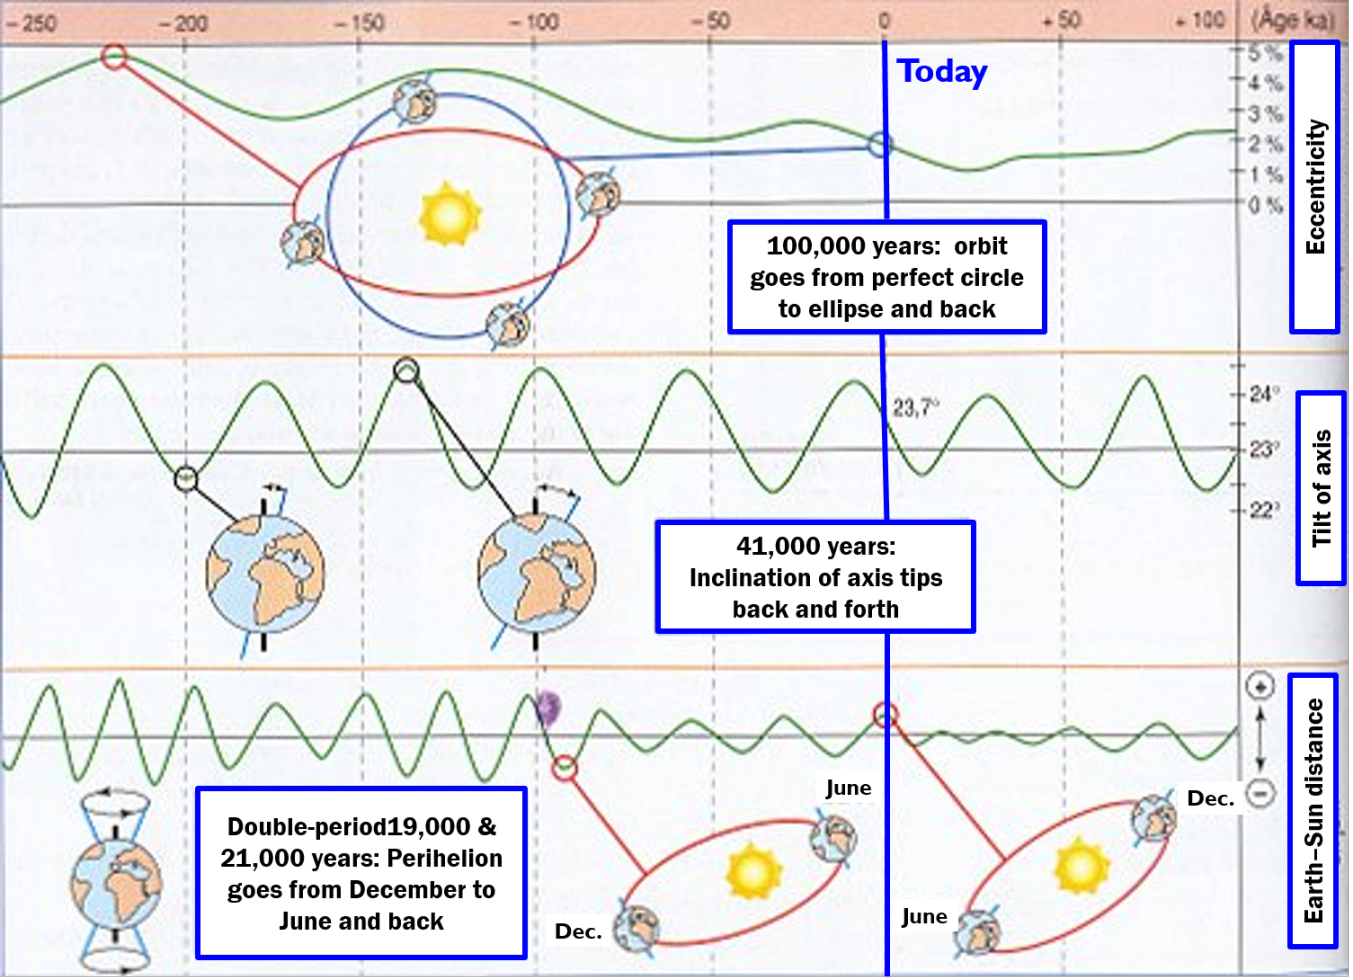 -250 -200 -150 -100 -50 0 +50 +100 (Âge ka)
Today
5 %
4 %
3 %
2 %
1 %
0 %
Eccentricity
100,000 years: orbit
goes from perfect circle
to ellipse and back
23,7°
24°
23°
22°
Tilt of axis
41,000 years:
Inclination of axis tips
back and forth
+
−
Earth–Sun distance
Double-period19,000 &
21,000 years: Perihelion
goes from December to
June and back
June
Dec.
Dec.
June